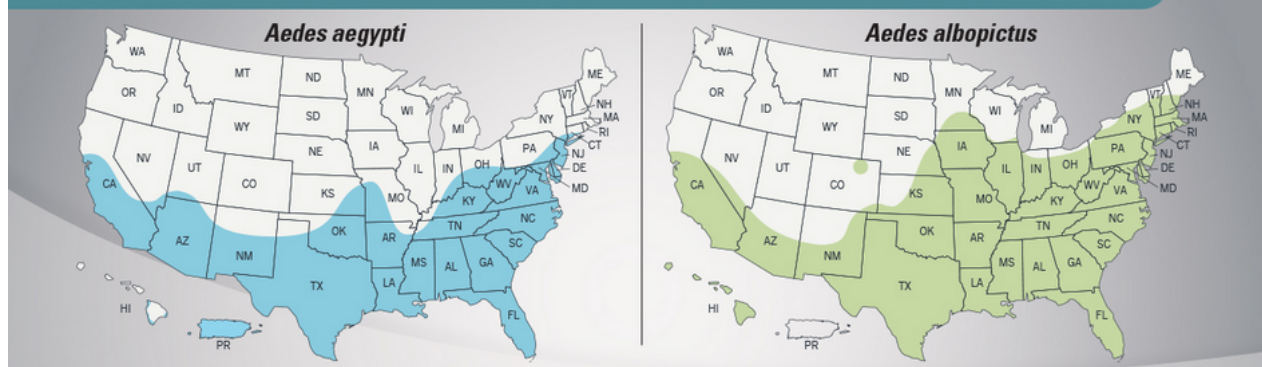 Aedes aegypti
WA
MT
ND
MN
ME
VT
OR
ID
SD
WI
NH
WY
MI
NY
MA
RI
CT
NV
UT
NE
IA
PA
NJ
DE
MD
CO
IL
IN
OH
CA
KS
MO
WV
VA
KY
AZ
NM
OK
AR
TN
NC
SC
TX
LA
MS
AL
GA
FL
HI
PR
Aedes albopictus
WA
MT
ND
MN
ME
VT
OR
ID
SD
WI
NH
WY
MI
NY
MA
RI
CT
NV
UT
NE
IA
PA
NJ
DE
MD
CO
IL
IN
OH
CA
KS
MO
WV
VA
KY
AZ
NM
OK
AR
TN
NC
SC
TX
LA
MS
AL
GA
FL
HI
PR